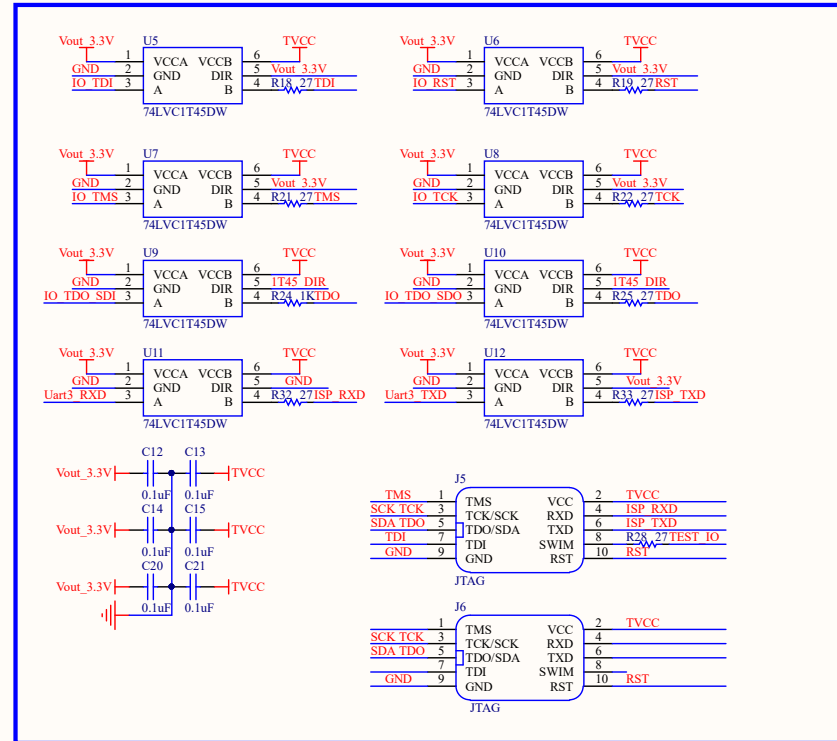 U5 U6
Vout_3.3V TVCC Vout_3.3V TVCC
1 VCCA VCCB 6 1 VCCA VCCB 6
GND 2 GND DIR 5 Vout_3.3V GND 2 GND DIR 5 Vout_3.3V
IO_TDI 3 A B 4 R18 27 TDI IO_RST 3 A B 4 R19 27 RST
74LVC1T45DW 74LVC1T45DW
U7 U8
Vout_3.3V TVCC Vout_3.3V TVCC
1 VCCA VCCB 6 1 VCCA VCCB 6
GND 2 GND DIR 5 Vout_3.3V GND 2 GND DIR 5 Vout_3.3V
IO_TMS 3 A B 4 R21 27 TMS IO_TCK 3 A B 4 R22 27 TCK
74LVC1T45DW 74LVC1T45DW
U9 U10
Vout_3.3V TVCC Vout_3.3V TVCC
1 VCCA VCCB 6 1 VCCA VCCB 6
GND 2 GND DIR 5 1T45_DIR GND 2 GND DIR 5 1T45_DIR
IO_TDO_SDI 3 A B 4 R24 1K TDO IO_TDO_SDO 3 A B 4 R25 27 TDO
74LVC1T45DW 74LVC1T45DW
U11 U12
Vout_3.3V TVCC Vout_3.3V TVCC
1 VCCA VCCB 6 1 VCCA VCCB 6
GND 2 GND DIR 5 GND GND 2 GND DIR 5 Vout_3.3V
Uart3_RXD 3 A B 4 R32 27 ISP_RXD Uart3_TXD 3 A B 4 R33 27 ISP_TXD
74LVC1T45DW 74LVC1T45DW
C12 C13
Vout_3.3V TVCC
0.1uF 0.1uF
C14 C15
Vout_3.3V TVCC
0.1uF 0.1uF
C20 C21
Vout_3.3V TVCC
0.1uF 0.1uF
J5
TMS 1 TMS VCC 2 TVCC
SCK TCK 3 TCK/SCK RXD 4 ISP_RXD
SDA TDO 5 TDO/SDA TXD 6 ISP_TXD
TDI 7 TDI SWIM 8 R28 27 TEST_IO
GND 9 GND RST 10 RST
JTAG
J6
1 TMS VCC 2 TVCC
SCK TCK 3 TCK/SCK RXD 4
SDA TDO 5 TDO/SDA TXD 6
7 TDI SWIM 8
GND 9 GND RST 10 RST
JTAG